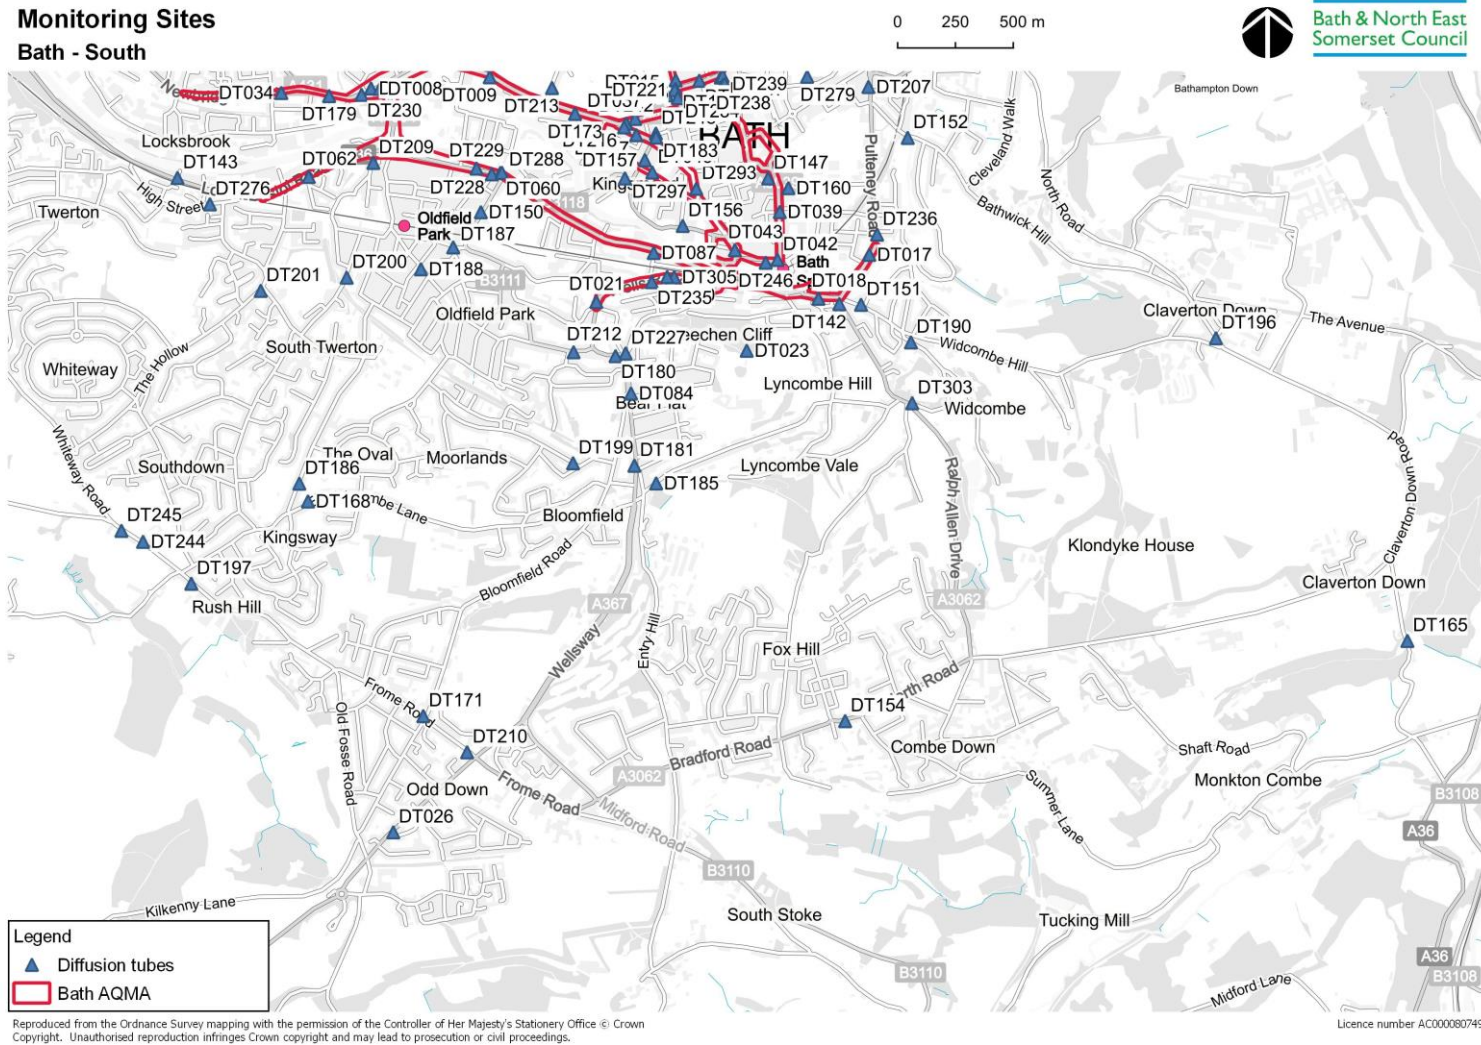 Monitoring Sites
Bath - South
0 250 500 m
Bath & North East
Somerset Council
DT034
DT008
DT009
DT179
DT230
DT213
DT221
DT239
DT238
DT279
DT207
Bathampton Down
Locksbrook
DT143
DT062
DT209
DT229
DT288
DT173
DT157
DT183
BATH
DT147
DT152
Cleveland Walk
DT276
High Street
Twerton
DT228
DT060
DT297
DT293
DT160
Pulteney Road
North Road
Bathwick Hill
Oldfield
Park
DT150
DT187
DT156
DT039
DT043
DT236
DT201
DT200
DT188
B3111
DT087
DT042
Bath
DT017
DT021
DT305
DT235
DT246
DT018
DT151
Oldfield Park
DT142
Claverton Down
DT196
The Avenue
Whiteway
The Hollow
South Twerton
DT212
DT227
DT023
DT190
Widcombe Hill
DT180
DT084
Lyncombe Hill
DT303
Widcombe
Whiteway Road
Southdown
The Oval
DT186
DT168
Moorlands
DT199
DT181
DT185
Lyncombe Vale
Ralph Allen Drive
Claverton Down Road
DT245
DT244
Kingsway
Bloomfield
Klondyke House
DT197
Rush Hill
Bloomfield Road
A367
A3062
Claverton Down
Entry Hill
Wellsway
Fox Hill
DT165
Frome Road
DT171
Old Fosse Road
DT210
DT154
Combe Down
Bradford Road
A3062
Shaft Road
Monkton Combe
Odd Down
Frome Road
Midford Road
Summer Lane
B3108
DT026
A36
B3110
Kilkenny Lane
South Stoke
Tucking Mill
A36
B3110
B3108
Midford Lane
Legend
Diffusion tubes
Bath AQMA
Reproduced from the Ordnance Survey mapping with the permission of the Controller of Her Majesty's Stationery Office © Crown
Copyright. Unauthorised reproduction infringes Crown copyright and may lead to prosecution or civil proceedings.
Licence number AC000080749